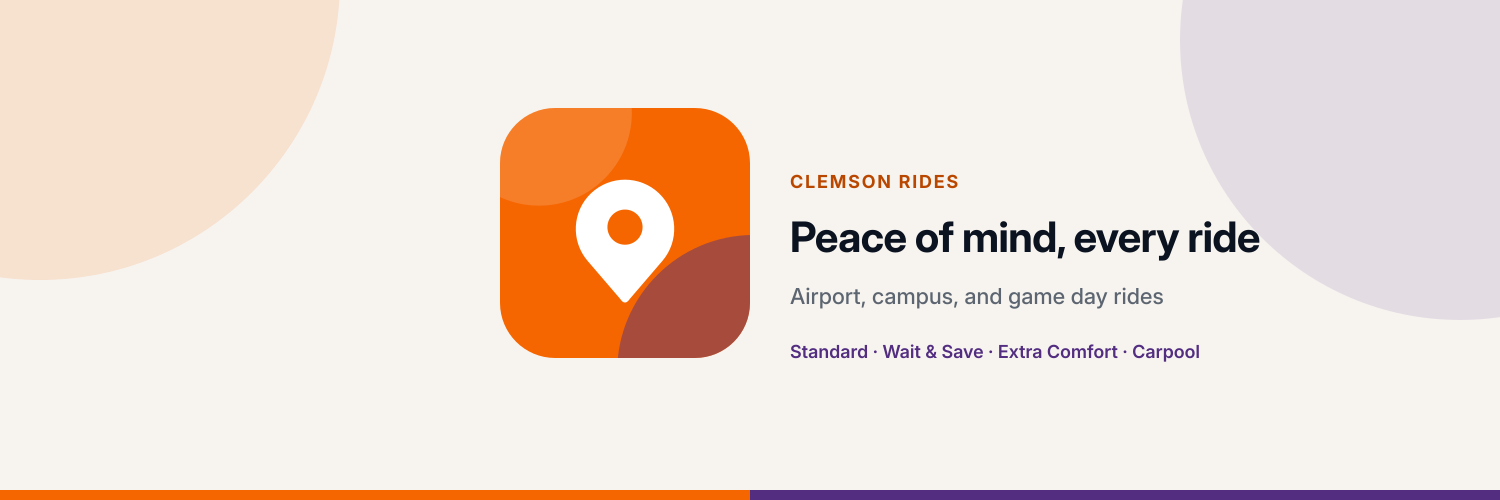 CLEMSON RIDES
Peace of mind, every ride
Airport, campus, and game day rides
Standard · Wait & Save · Extra Comfort · Carpool